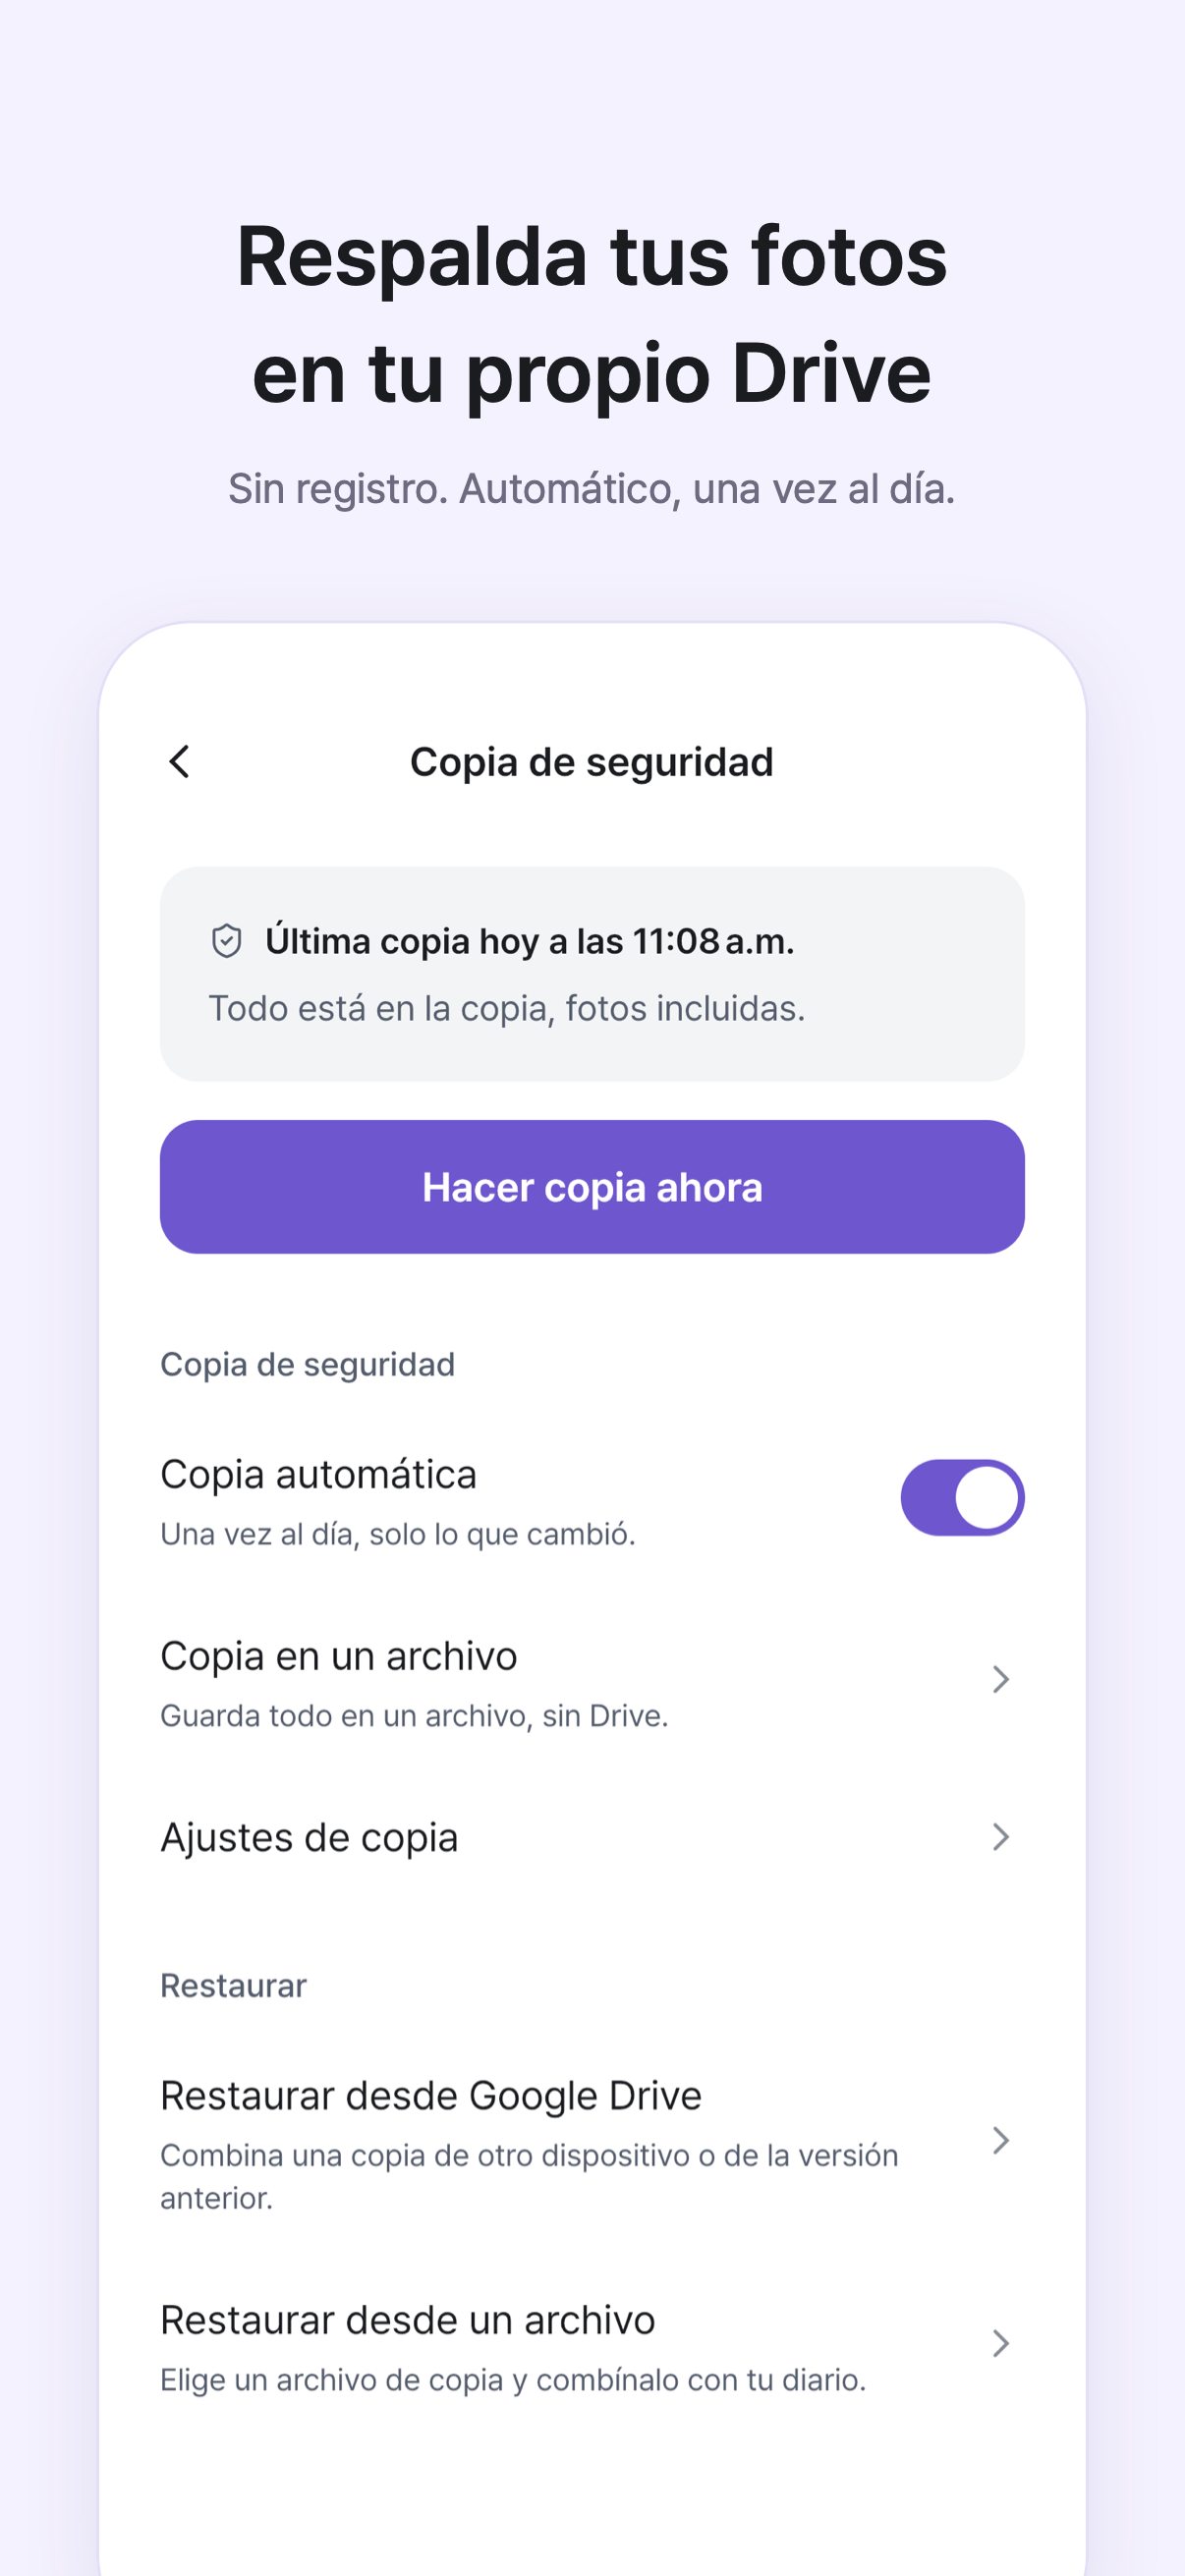 Respalda tus fotos
en tu propio Drive
Sin registro. Automático, una vez al día.
Copia de seguridad
Última copia hoy a las 11:08 a.m.
Todo está en la copia, fotos incluidas.
Hacer copia ahora
Copia de seguridad
Copia automática
Una vez al día, solo lo que cambió.
Copia en un archivo
Guarda todo en un archivo, sin Drive.
Ajustes de copia
Restaurar
Restaurar desde Google Drive
Combina una copia de otro dispositivo o de la versión
anterior.
Restaurar desde un archivo
Elige un archivo de copia y combínalo con tu diario.